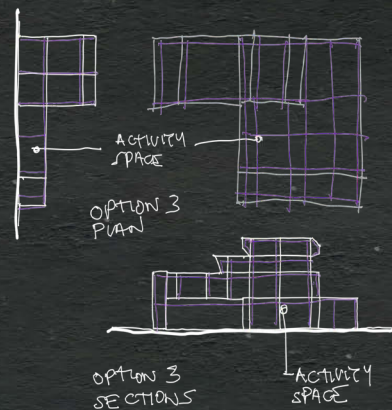 ACTIVITY
SPACE
OPTION 3
PLAN
OPTION 3
SECTIONS
ACTIVITY
SPACE